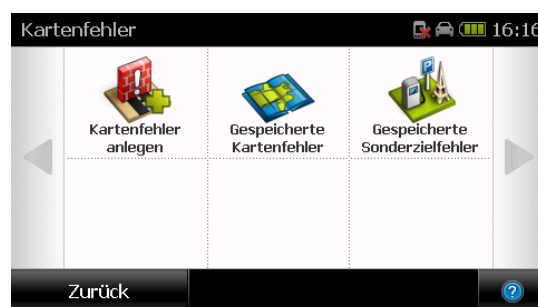 Kartenfehler
16:16
Kartenfehler
anlegen
Gespeicherte
Kartenfehler
Gespeicherte
Sonderzielfehler
Zurück
?